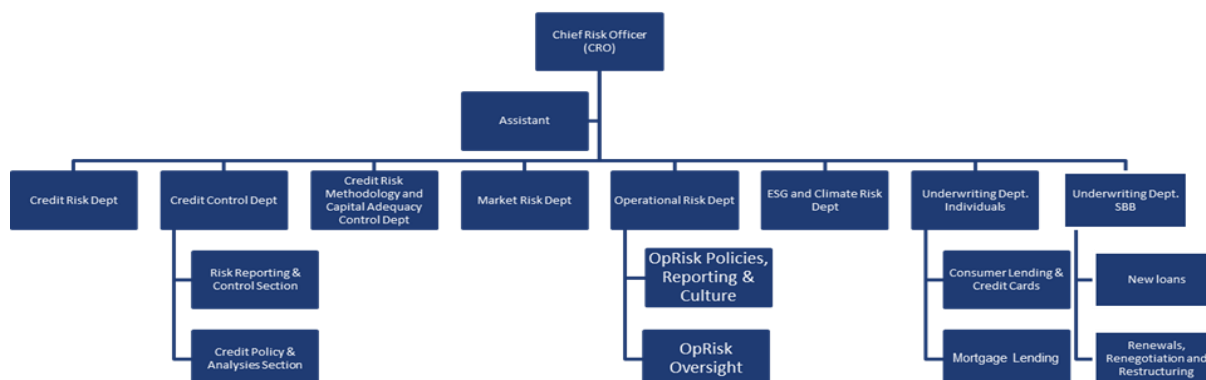 Chief Risk Officer
(CRO)
Assistant
Credit Risk Dept
Credit Control Dept
Credit Risk
Methodology and
Capital Adequacy
Control Dept
Market Risk Dept
Operational Risk Dept
ESG and Climate Risk
Dept
Underwriting Dept.
Individuals
Underwriting Dept.
SBB
Risk Reporting &
Control Section
OpRisk Policies,
Reporting &
Culture
Consumer Lending &
Credit Cards
New loans
Credit Policy &
Analyses Section
OpRisk
Oversight
Mortgage Lending
Renewals,
Renegotiation and
Restructuring